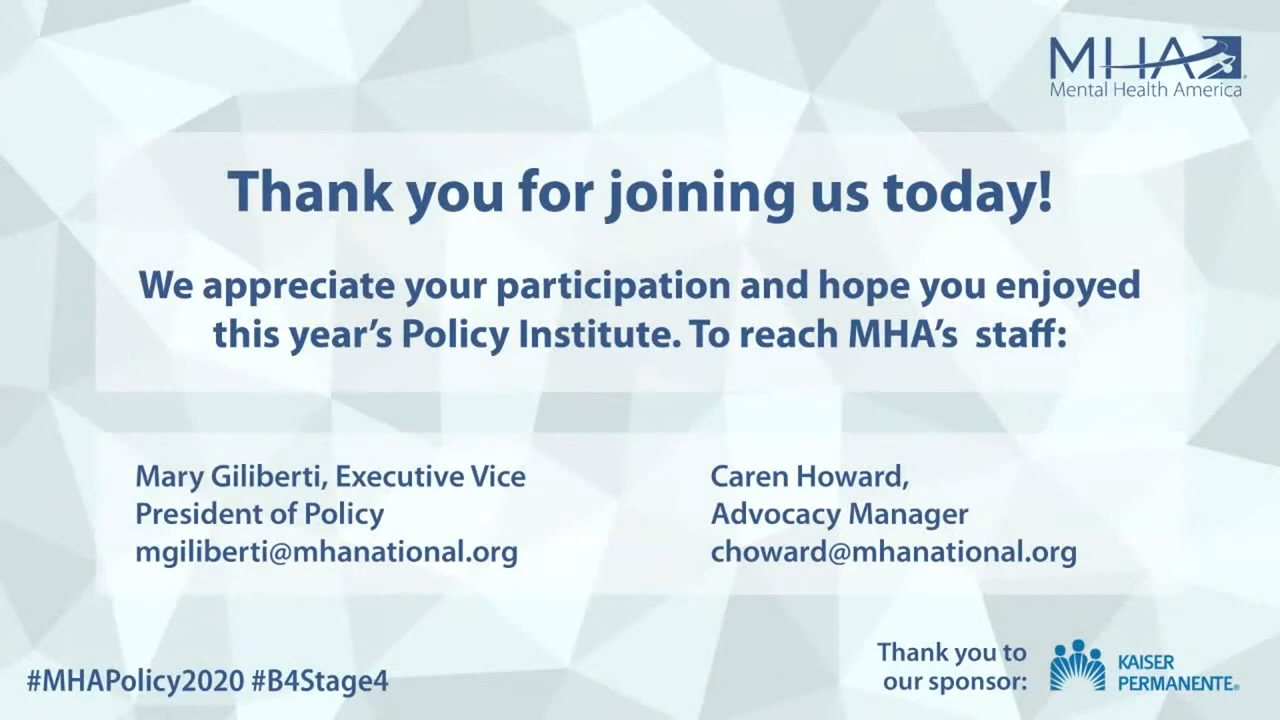 MHA
Mental Health America
Thank you for joining us today!
We appreciate your participation and hope you enjoyed
this year’s Policy Institute. To reach MHA’s  staff:
Mary Giliberti, Executive Vice
President of Policy
mgiliberti@mhanational.org
Caren Howard,
Advocacy Manager
choward@mhanational.org
#MHAPolicy2020 #B4Stage4
Thank you to
our sponsor:
KAISER
PERMANENTE®